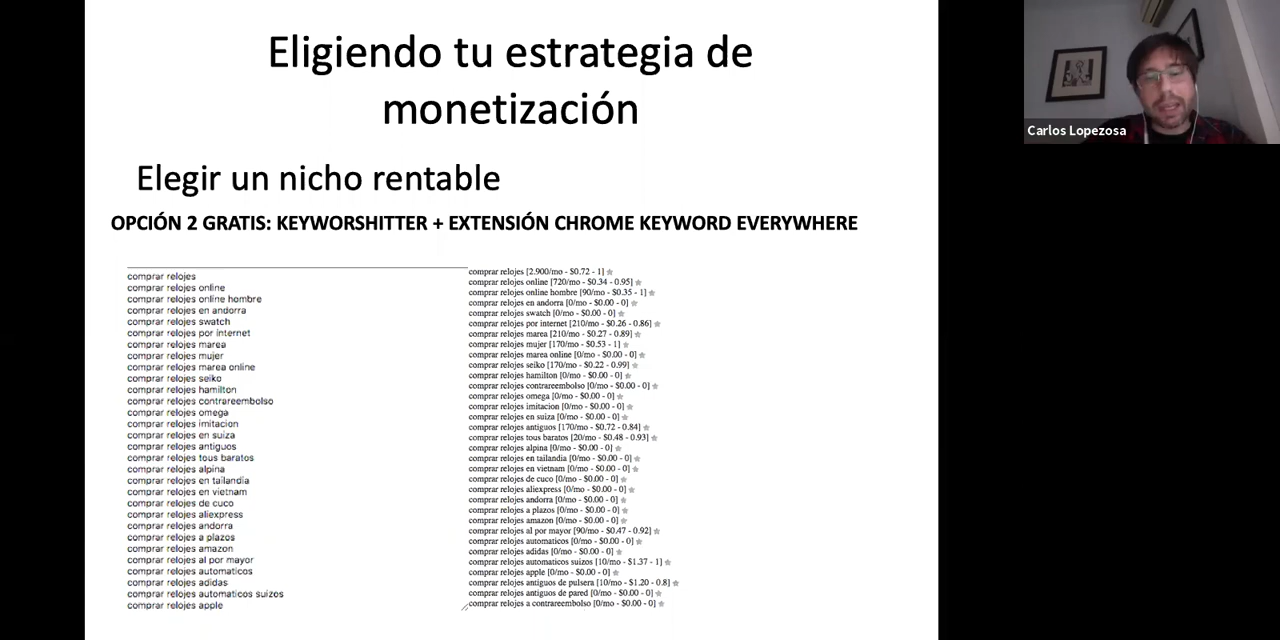 Eligiendo tu estrategia de
monetización
Elegir un nicho rentable
OPCIÓN 2 GRATIS: KEYWORSHITTER + EXTENSIÓN CHROME KEYWORD EVERYWHERE
comprar relojes
comprar relojes online
comprar relojes online hombre
comprar relojes en andorra
comprar relojes swatch
comprar relojes por internet
comprar relojes marea
comprar relojes mujer
comprar relojes marea online
comprar relojes seiko
comprar relojes hamilton
comprar relojes contrareembolso
comprar relojes omega
comprar relojes imitacion
comprar relojes en suiza
comprar relojes antiguos
comprar relojes tous baratos
comprar relojes alpina
comprar relojes en tailandia
comprar relojes en vietnam
comprar relojes de cuco
comprar relojes aliexpress
comprar relojes andorra
comprar relojes a plazos
comprar relojes amazon
comprar relojes al por mayor
comprar relojes automaticos
comprar relojes adidas
comprar relojes automaticos suizos
comprar relojes apple
comprar relojes [2.900/mo - $0.72 - 1]
comprar relojes online [720/mo - $0.34 - 0.95]
comprar relojes online hombre [90/mo - $0.35 - 1]
comprar relojes en andorra [0/mo - $0.00 - 0]
comprar relojes swatch [0/mo - $0.00 - 0]
comprar relojes por internet [210/mo - $0.26 - 0.86]
comprar relojes marea [210/mo - $0.27 - 0.89]
comprar relojes mujer [170/mo - $0.53 - 1]
comprar relojes marea online [0/mo - $0.00 - 0]
comprar relojes seiko [170/mo - $0.22 - 0.99]
comprar relojes hamilton [0/mo - $0.00 - 0]
comprar relojes contrareembolso [0/mo - $0.00 - 0]
comprar relojes omega [0/mo - $0.00 - 0]
comprar relojes imitacion [0/mo - $0.00 - 0]
comprar relojes en suiza [0/mo - $0.00 - 0]
comprar relojes antiguos [170/mo - $0.72 - 0.84]
comprar relojes tous baratos [20/mo - $0.48 - 0.93]
comprar relojes alpina [0/mo - $0.00 - 0]
comprar relojes en tailandia [0/mo - $0.00 - 0]
comprar relojes en vietnam [0/mo - $0.00 - 0]
comprar relojes de cuco [0/mo - $0.00 - 0]
comprar relojes aliexpress [0/mo - $0.00 - 0]
comprar relojes andorra [0/mo - $0.00 - 0]
comprar relojes a plazos [0/mo - $0.00 - 0]
comprar relojes amazon [0/mo - $0.00 - 0]
comprar relojes al por mayor [90/mo - $0.47 - 0.92]
comprar relojes automaticos [0/mo - $0.00 - 0]
comprar relojes adidas [0/mo - $0.00 - 0]
comprar relojes automaticos suizos [10/mo - $1.37 - 1]
comprar relojes apple [0/mo - $0.00 - 0]
comprar relojes antiguos de pulsera [10/mo - $1.20 - 0.8]
comprar relojes antiguos de pared [0/mo - $0.00 - 0]
comprar relojes a contrareembolso [0/mo - $0.00 - 0]
Carlos Lopezosa